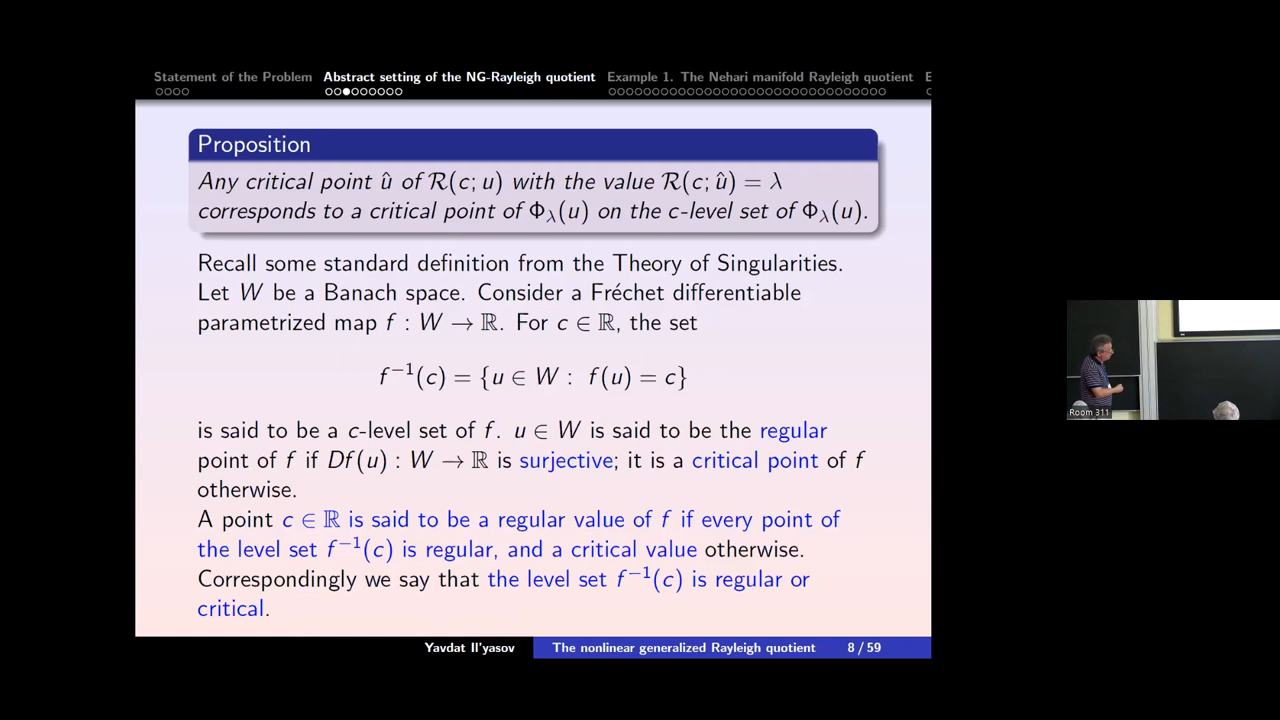 Statement of the Problem Abstract setting of the NG-Rayleigh quotient Example 1. The Nehari manifold Rayleigh quotient E
Proposition
Any critical point û of ℛ(c; u) with the value ℛ(c; û) = λ
corresponds to a critical point of Φλ(u) on the c-level set of Φλ(u).
Recall some standard definition from the Theory of Singularities.
Let W be a Banach space. Consider a Fréchet differentiable
parametrized map f : W → ℝ. For c ∈ ℝ, the set
f⁻¹(c) = {u ∈ W : f(u) = c}
is said to be a c-level set of f. u ∈ W is said to be the regular
point of f if Df(u) : W → ℝ is surjective; it is a critical point of f
otherwise.
A point c ∈ ℝ is said to be a regular value of f if every point of
the level set f⁻¹(c) is regular, and a critical value otherwise.
Correspondingly we say that the level set f⁻¹(c) is regular or
critical.
Yavdat Il'yasov The nonlinear generalized Rayleigh quotient 8 / 59
Room 311